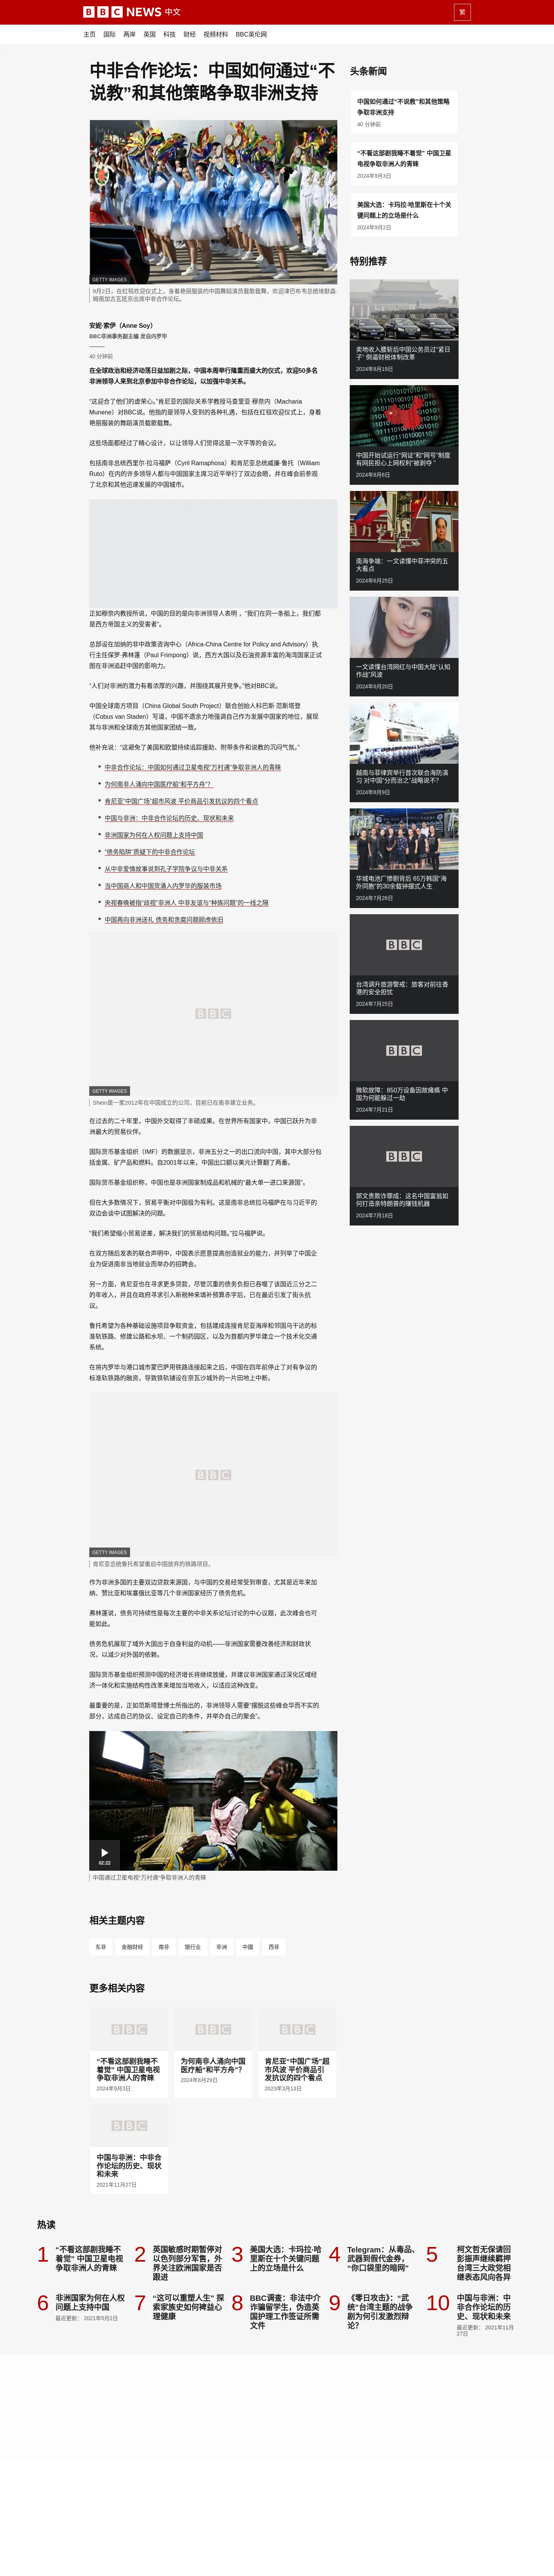 BBC NEWS 中文
繁
主页 国际 两岸 英国 科技 财经 视频材料 BBC英伦网
中非合作论坛：中国如何通过“不
说教”和其他策略争取非洲支持
GETTY IMAGES
9月2日，在红毯欢迎仪式上，身着艳丽服装的中国舞蹈演员载歌载舞，欢迎津巴布韦总统埃默森·
姆南加古瓦抵京出席中非合作论坛。
安妮·索伊（Anne Soy）
BBC非洲事务副主编 发自内罗毕
40 分钟前
在全球政治和经济动荡日益加剧之际，中国本周举行隆重而盛大的仪式，欢迎50多名
非洲领导人来到北京参加中非合作论坛，以加强中非关系。
“这迎合了他们的虚荣心。”肯尼亚的国际关系学教授马查里亚·穆奈内（Macharia
Munene）对BBC说。他指的是领导人受到的各种礼遇，包括在红毯欢迎仪式上，身着
艳丽服装的舞蹈演员载歌载舞。
这些场面都经过了精心设计，以让领导人们觉得这是一次平等的会议。
包括南非总统西里尔·拉马福萨（Cyril Ramaphosa）和肯尼亚总统威廉·鲁托（William
Ruto）在内的许多领导人都与中国国家主席习近平举行了双边会晤，并在峰会前参观
了北京和其他迅速发展的中国城市。
正如穆奈内教授所说，中国的目的是向非洲领导人表明 ，“我们在同一条船上，我们都
是西方帝国主义的受害者”。
总部设在加纳的非中政策咨询中心（Africa-China Centre for Policy and Advisory）执
行主任保罗·弗林蓬（Paul Frimpong）说，西方大国以及石油资源丰富的海湾国家正试
图在非洲追赶中国的影响力。
“人们对非洲的潜力有着浓厚的兴趣，并围绕其展开竞争。”他对BBC说。
中国全球南方项目（China Global South Project）联合创始人科巴斯·范斯塔登
（Cobus van Staden）写道，中国不遗余力地强调自己作为发展中国家的地位，展现
其与非洲和全球南方其他国家团结一致。
他补充说：“这避免了美国和欧盟持续追踪援助、附带条件和说教的沉闷气氛。”
中非合作论坛：中国如何通过卫星电视“万村通”争取非洲人的青睐
为何南非人涌向中国医疗船“和平方舟”？
肯尼亚“中国广场”超市风波 平价商品引发抗议的四个看点
中国与非洲：中非合作论坛的历史、现状和未来
非洲国家为何在人权问题上支持中国
“债务陷阱”质疑下的中非合作论坛
从中非爱情故事说到孔子学院争议与中非关系
当中国商人和中国货涌入内罗毕的服装市场
央视春晚被指“歧视”非洲人 中非友谊与“种族问题”的一线之隔
中国再向非洲送礼 债务和贪腐问题顾虑依旧
BBC
GETTY IMAGES
Shein是一家2012年在中国成立的公司，目前已在南非建立业务。
在过去的二十年里，中国外交取得了丰硕成果。在世界所有国家中，中国已跃升为非
洲最大的贸易伙伴。
国际货币基金组织（IMF）的数据显示，非洲五分之一的出口流向中国，其中大部分包
括金属、矿产品和燃料。自2001年以来，中国出口额以美元计算翻了两番。
国际货币基金组织称，中国也是非洲国家制成品和机械的“最大单一进口来源国”。
但在大多数情况下，贸易平衡对中国极为有利。这是南非总统拉马福萨在与习近平的
双边会谈中试图解决的问题。
“我们希望缩小贸易逆差，解决我们的贸易结构问题。”拉马福萨说。
在双方随后发表的联合声明中，中国表示愿意提高创造就业的能力，并列举了中国企
业为促进南非当地就业而举办的招聘会。
另一方面，肯尼亚也在寻求更多贷款，尽管沉重的债务负担已吞噬了该国近三分之二
的年收入，并且在政府寻求引入新税种来填补预算赤字后，已在最近引发了街头抗
议。
鲁托希望为各种基础设施项目争取资金，包括建成连接肯尼亚海岸和邻国乌干达的标
准轨铁路、修建公路和水坝、一个制药园区，以及为首都内罗毕建立一个技术化交通
系统。
在将内罗毕与港口城市蒙巴萨用铁路连接起来之后，中国在四年前停止了对有争议的
标准轨铁路的融资，导致铁轨铺设在奈瓦沙城外的一片田地上中断。
BBC
GETTY IMAGES
肯尼亚总统鲁托希望重启中国放弃的铁路项目。
作为非洲多国的主要双边贷款来源国，与中国的交易经常受到审查，尤其是近年来加
纳、赞比亚和埃塞俄比亚等几个非洲国家经历了债务危机。
弗林蓬说，债务可持续性是每次主要的中非关系论坛讨论的中心议题，此次峰会也可
能如此。
债务危机展现了域外大国出于自身利益的动机——非洲国家需要改善经济和财政状
况，以减少对外国的依赖。
国际货币基金组织预测中国的经济增长将继续放缓，并建议非洲国家通过深化区域经
济一体化和实施结构性改革来增加当地收入，以适应这种改变。
最重要的是，正如范斯塔登博士所指出的，非洲领导人需要“摆脱这些峰会华而不实的
部分，达成自己的协议、设定自己的条件，并举办自己的聚会”。
02:22
中国通过卫星电视“万村通”争取非洲人的青睐
相关主题内容
东非 金融财经 南非 银行业 非洲 中国 西非
更多相关内容
BBC BBC BBC
“不看这部剧我睡不
着觉” 中国卫星电视
争取非洲人的青睐
2024年9月3日
为何南非人涌向中国
医疗船“和平方舟”？
2024年8月29日
肯尼亚“中国广场”超
市风波 平价商品引
发抗议的四个看点
2023年3月13日
BBC
中国与非洲：中非合
作论坛的历史、现状
和未来
2021年11月27日
头条新闻
中国如何通过“不说教”和其他策略
争取非洲支持
40 分钟前
“不看这部剧我睡不着觉” 中国卫星
电视争取非洲人的青睐
2024年9月3日
美国大选：卡玛拉·哈里斯在十个关
键问题上的立场是什么
2024年9月2日
特别推荐
卖地收入腰斩后中国公务员过“紧日
子” 倒逼财税体制改革
2024年8月19日
中国开始试运行“网证”和“网号”制度
有网民担心上网权利“被剥夺 ”
2024年8月6日
南海争端：一文读懂中菲冲突的五
大看点
2024年6月25日
一文读懂台湾网红与中国大陆“认知
作战”风波
2024年6月20日
越南与菲律宾举行首次联合海防演
习 对中国“分而治之”战略说不？
2024年8月9日
华城电池厂惨剧背后 65万韩国“海
外同胞”的30余载钟摆式人生
2024年7月26日
BBC
台湾调升旅游警戒：旅客对前往香
港的安全担忧
2024年7月25日
BBC
微软故障：850万设备因故瘫痪 中
国为何能躲过一劫
2024年7月21日
BBC
郭文贵欺诈罪成：这名中国富翁如
何打造亲特朗普的赚钱机器
2024年7月18日
热读
1 “不看这部剧我睡不
着觉” 中国卫星电视
争取非洲人的青睐
2 英国敏感时期暂停对
以色列部分军售，外
界关注欧洲国家是否
跟进
3 美国大选：卡玛拉·哈
里斯在十个关键问题
上的立场是什么
4 Telegram：从毒品、
武器到假代金券，
“你口袋里的暗网”
5 柯文哲无保请回
彭振声继续羁押
台湾三大政党相
继表态风向各异
6 非洲国家为何在人权
问题上支持中国
最近更新： 2021年5月2日
7 “这可以重塑人生” 探
索家族史如何裨益心
理健康
8 BBC调查：非法中介
诈骗留学生，伪造英
国护理工作签证所需
文件
9 《零日攻击》：“武
统”台湾主题的战争
剧为何引发激烈辩
论？
10 中国与非洲：中
非合作论坛的历
史、现状和未来
最近更新： 2021年11月
27日